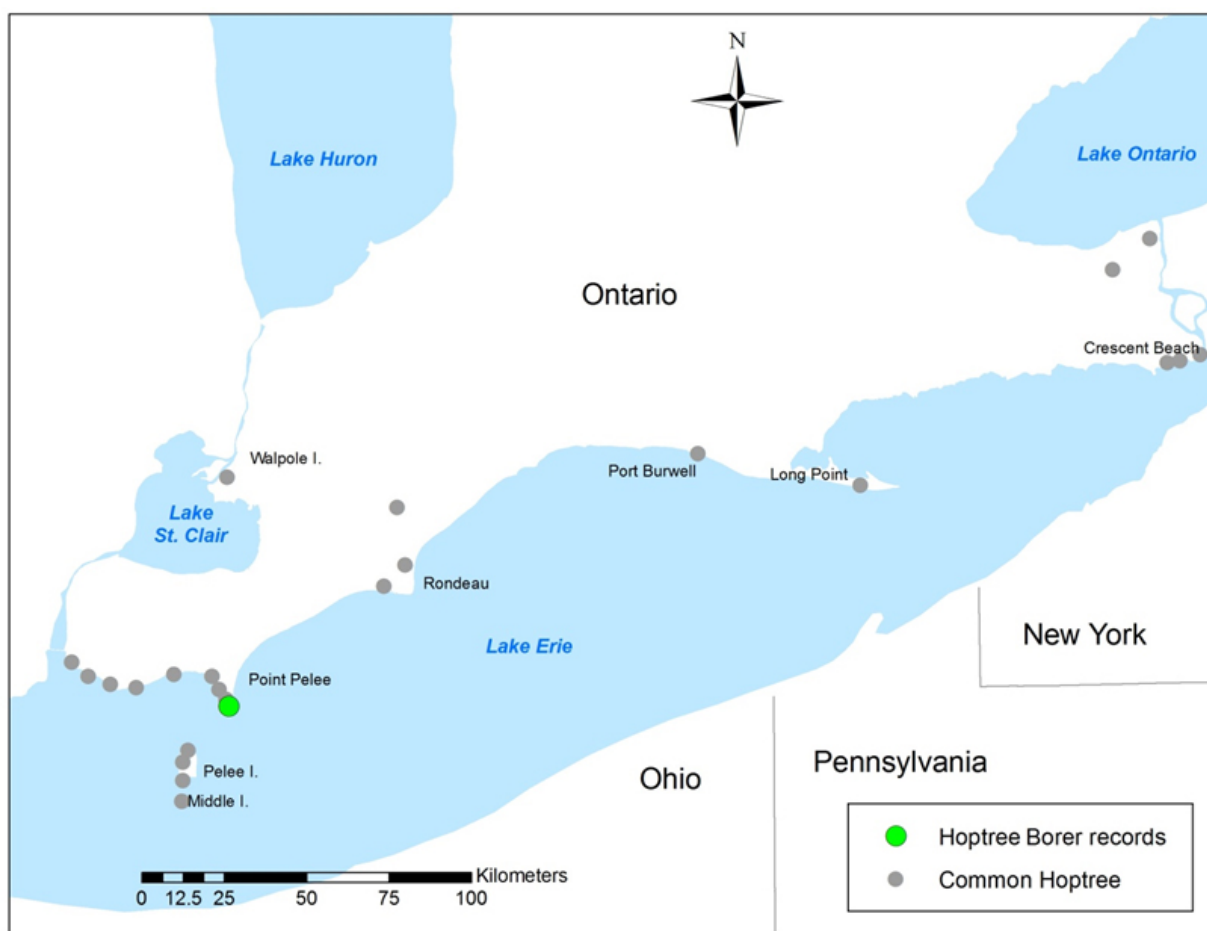 N
Lake Huron
Lake Ontario
Ontario
Crescent Beach
Walpole I.
Port Burwell
Long Point
Lake
St. Clair
Rondeau
Lake Erie
New York
Point Pelee
Pelee I.
Middle I.
Ohio
Pennsylvania
Hoptree Borer records
Common Hoptree
Kilometers
0 12.5 25 50 75 100